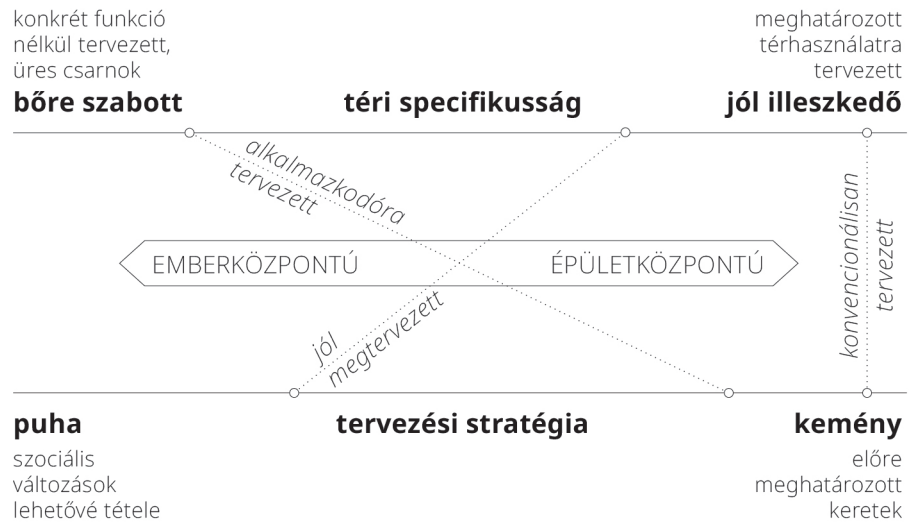 konkrét funkció
nélkül tervezett,
üres csarnok
bőre szabott
téri specifikusság
meghatározott
térhasználatra
tervezett
jól illeszkedő
alkalmazkodóra
tervezett
konvencionálisan
tervezett
EMBERKÖZPONTÚ
ÉPÜLETKÖZPONTÚ
jól
megtervezett
puha
szociális
változások
lehetővé tétele
tervezési stratégia
kemény
előre
meghatározott
keretek